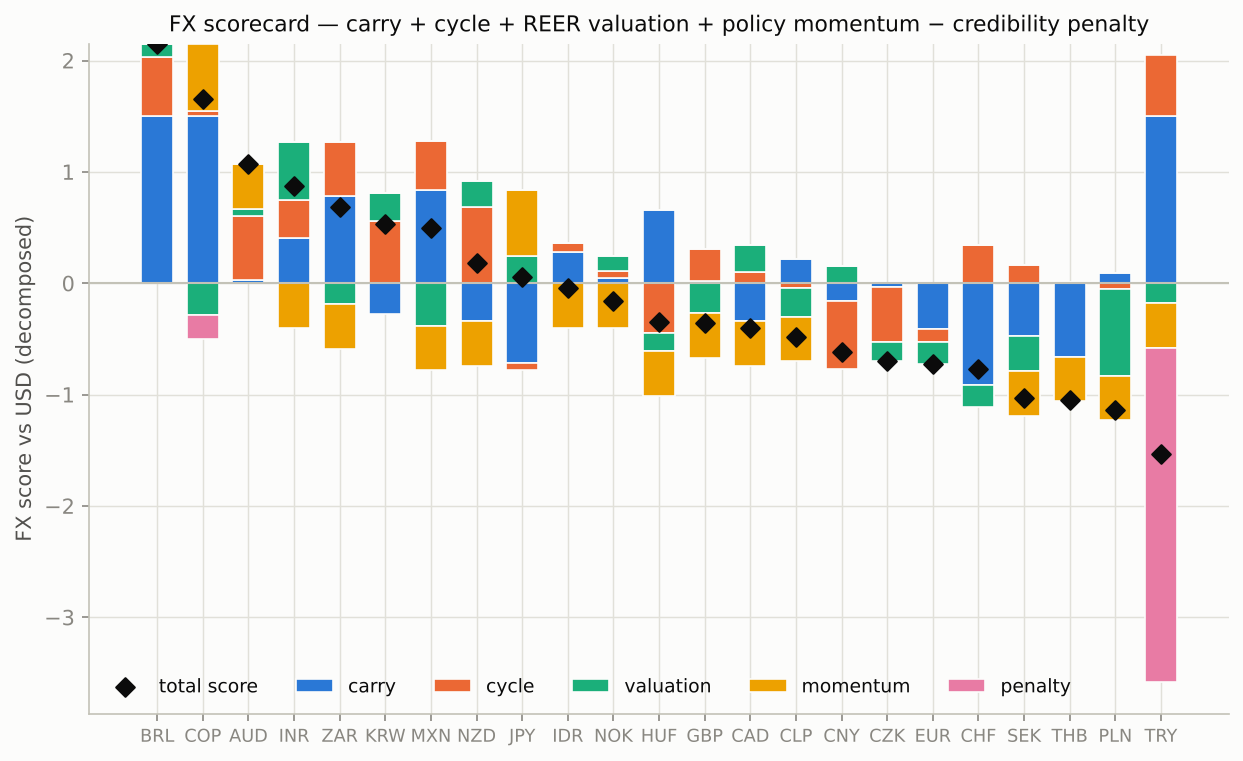 FX scorecard — carry + cycle + REER valuation + policy momentum − credibility penalty
FX score vs USD (decomposed)
2
1
0
−1
−2
−3
total score carry cycle valuation momentum penalty
BRL COP AUD INR ZAR KRW MXN NZD JPY IDR NOK HUF GBP CAD CLP CNY CZK EUR CHF SEK THB PLN TRY